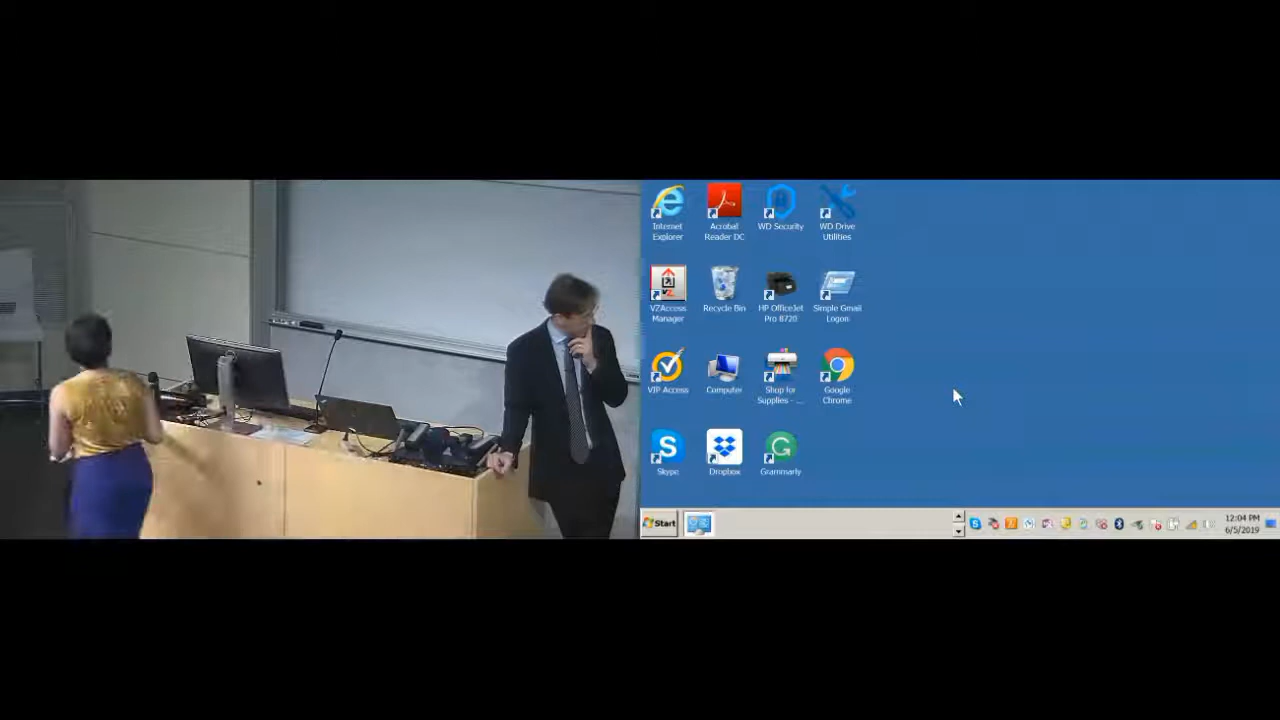 Internet
Explorer
Acrobat
Reader DC
WD Security
WD Drive
Utilities
VZAccess
Manager
Recycle Bin
HP OfficeJet
Pro 8720
Simple Gmail
Logon
VIP Access
Computer
Shop for
Supplies - ...
Google
Chrome
Skype
Dropbox
Grammarly
Start
12:04 PM
6/5/2019